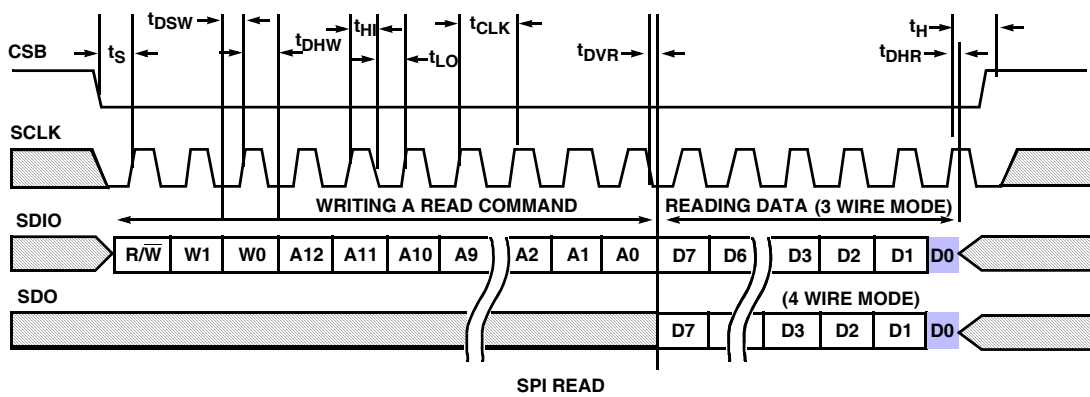 tDSW tHI tCLK tH
CSB tS tDHW tLO tDVR tDHR
SCLK
WRITING A READ COMMAND READING DATA (3 WIRE MODE)
SDIO R/W̅ W1 W0 A12 A11 A10 A9 A2 A1 A0 D7 D6 D3 D2 D1 D0
SDO (4 WIRE MODE)
D7 D3 D2 D1 D0
SPI READ